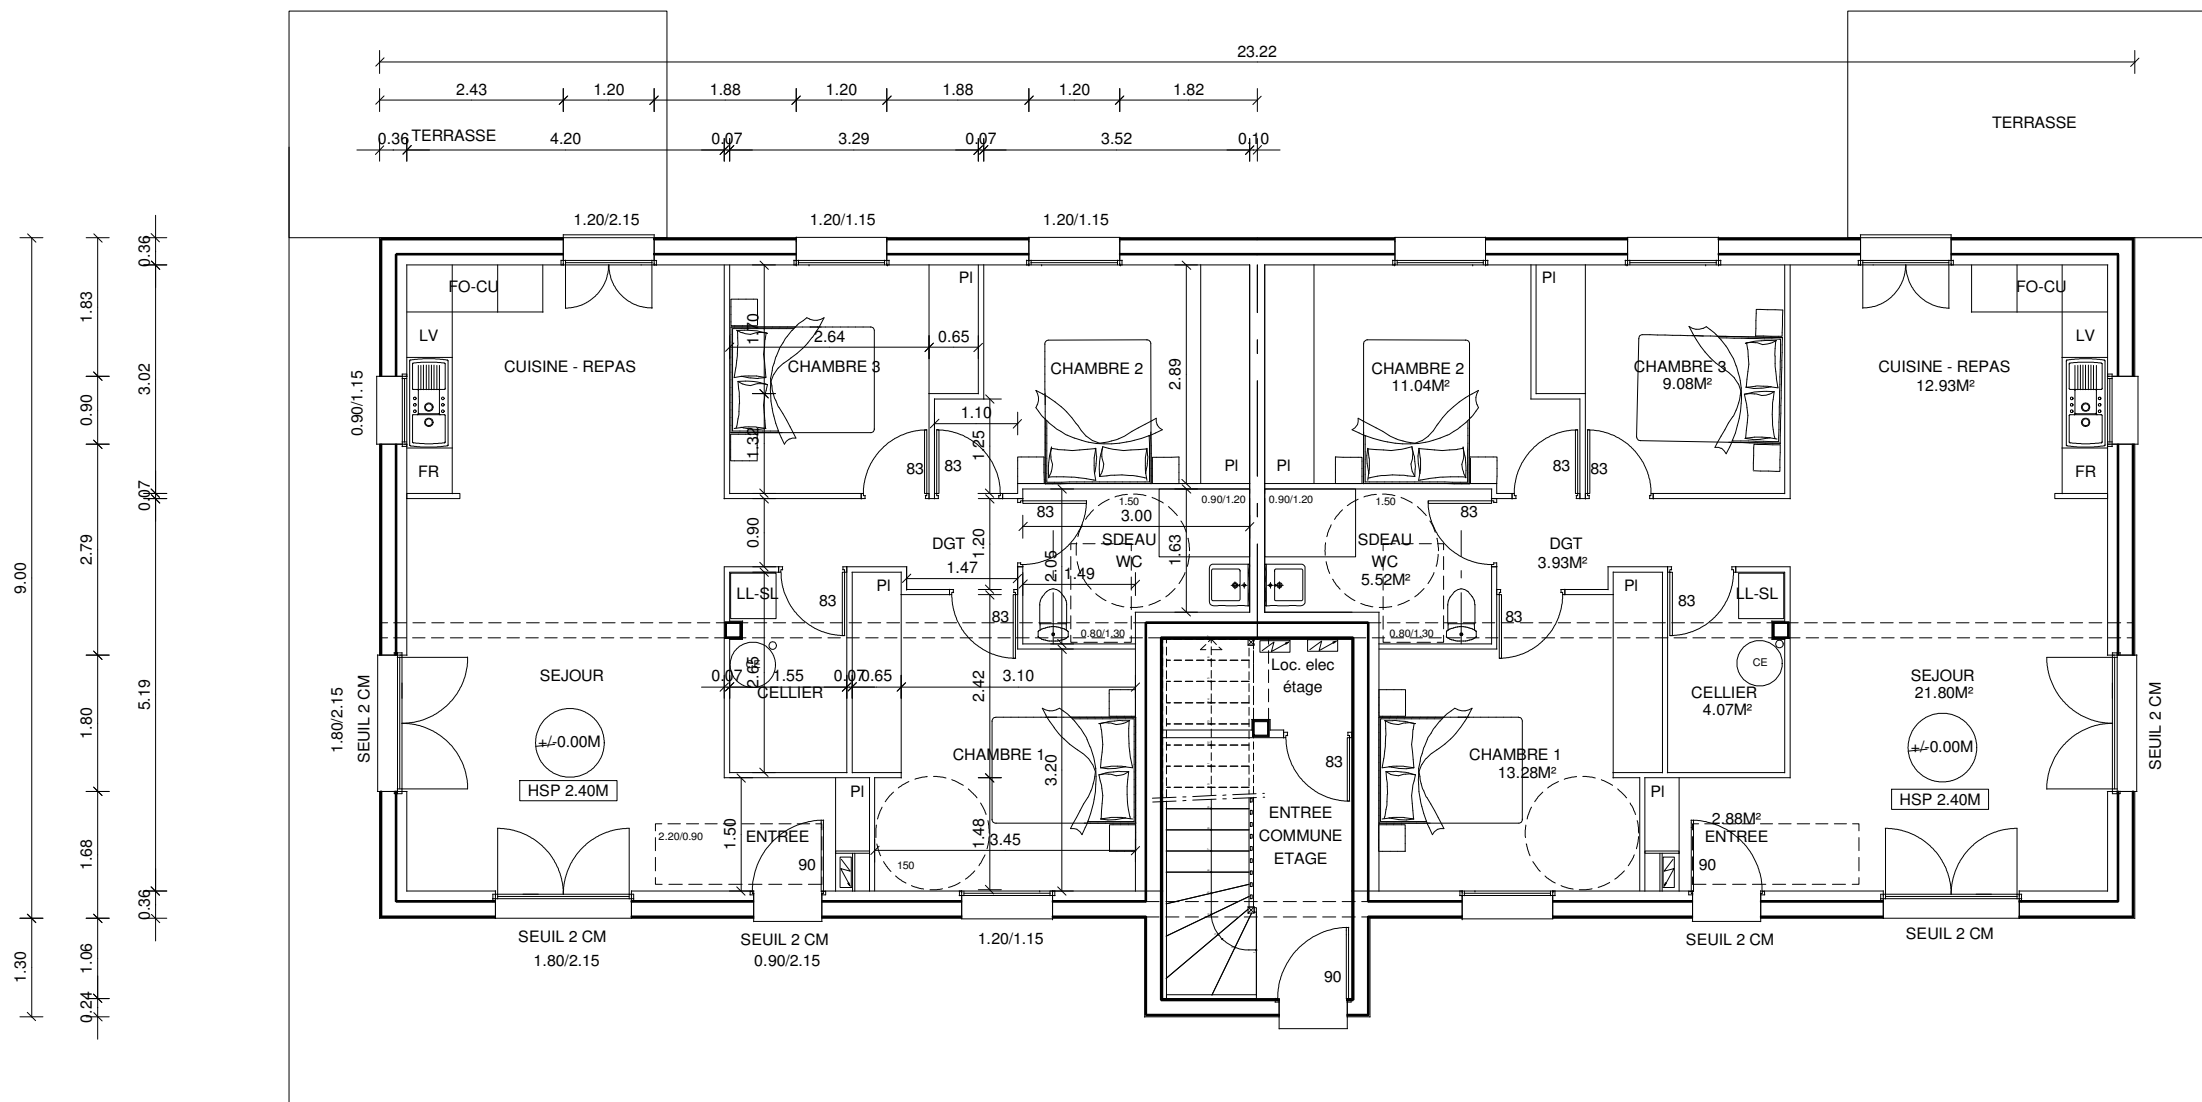 23.22
2.43 1.20 1.88 1.20 1.88 1.20 1.82
0.36 TERRASSE 4.20 0.07 3.29 0.07 3.52 0.10
TERRASSE
1.20/2.15 1.20/1.15 1.20/1.15
9.00
1.30
1.83
0.90
2.79
1.80
1.68
1.06
0.24
0.36
3.02
0.07
5.19
0.36
0.90/1.15
1.80/2.15
SEUIL 2 CM
FO-CU
LV
FR
CUISINE - REPAS
1.70
2.64 0.65
CHAMBRE 3
1.32
83
PI
83
1.10
1.25
CHAMBRE 2
2.89
PI
PI
CHAMBRE 2
11.04M²
PI
83
83
CHAMBRE 3
9.08M²
CUISINE - REPAS
12.93M²
FO-CU
LV
FR
0.90
DGT
1.20
1.47
83
1.50
3.00
0.90/1.20
SDEAU
WC
1.63
2.05
1.49
0.80/1.30
0.90/1.20
1.50
SDEAU
WC
5.52M²
0.80/1.30
83
DGT
3.93M²
LL-SL
83
PI
83
CE
2.65
0.07 1.55 0.07 0.65 3.10
CELLIER
2.42
SEJOUR
+/-0.00M
HSP 2.40M
CHAMBRE 1
3.20
1.48
3.45
150
PI
1.50
2.20/0.90
ENTREE
90
Loc. elec
étage
83
ENTREE
COMMUNE
ETAGE
90
83
PI
83
LL-SL
CE
CELLIER
4.07M²
CHAMBRE 1
13.28M²
PI
2.88M²
ENTREE
90
SEJOUR
21.80M²
+/-0.00M
HSP 2.40M
SEUIL 2 CM
SEUIL 2 CM
1.80/2.15
SEUIL 2 CM
0.90/2.15
1.20/1.15
SEUIL 2 CM
SEUIL 2 CM